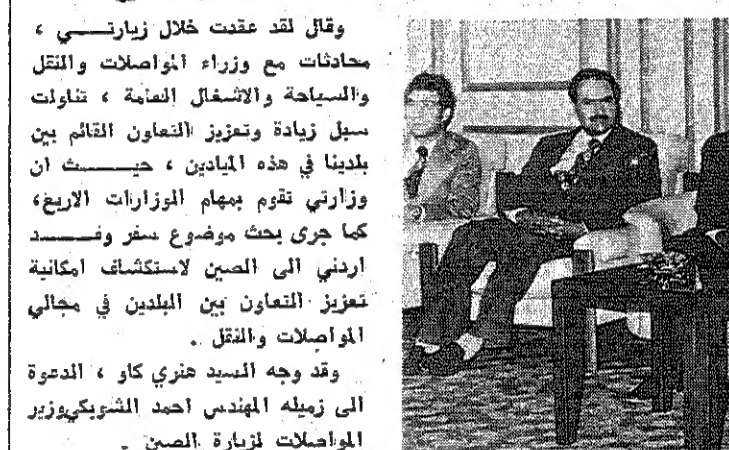 وقال لقد عقدت خلال زيارتـــي ،
محادثات مع وزراء المواصلات والنقل
والسياحة والاشغال العامة ، تناولت
سبل زيادة وتعزيز التعاون القائم بين
بلدينا في هذه الميادين ، حيـــــث ان
وزارتي تقوم بمهام الوزارات الاربع،
كما جرى بحث موضوع سفر وفـــــد
اردني الى الصين لاستكشاف امكانية
تعزيز التعاون بين البلدين في مجالي
المواصلات والنقل .
وقد وجه السيد هنري كاو ، الدعوة
الى زميله المهندس احمد الشوبكي وزير
المواصلات لزيارة الصين .